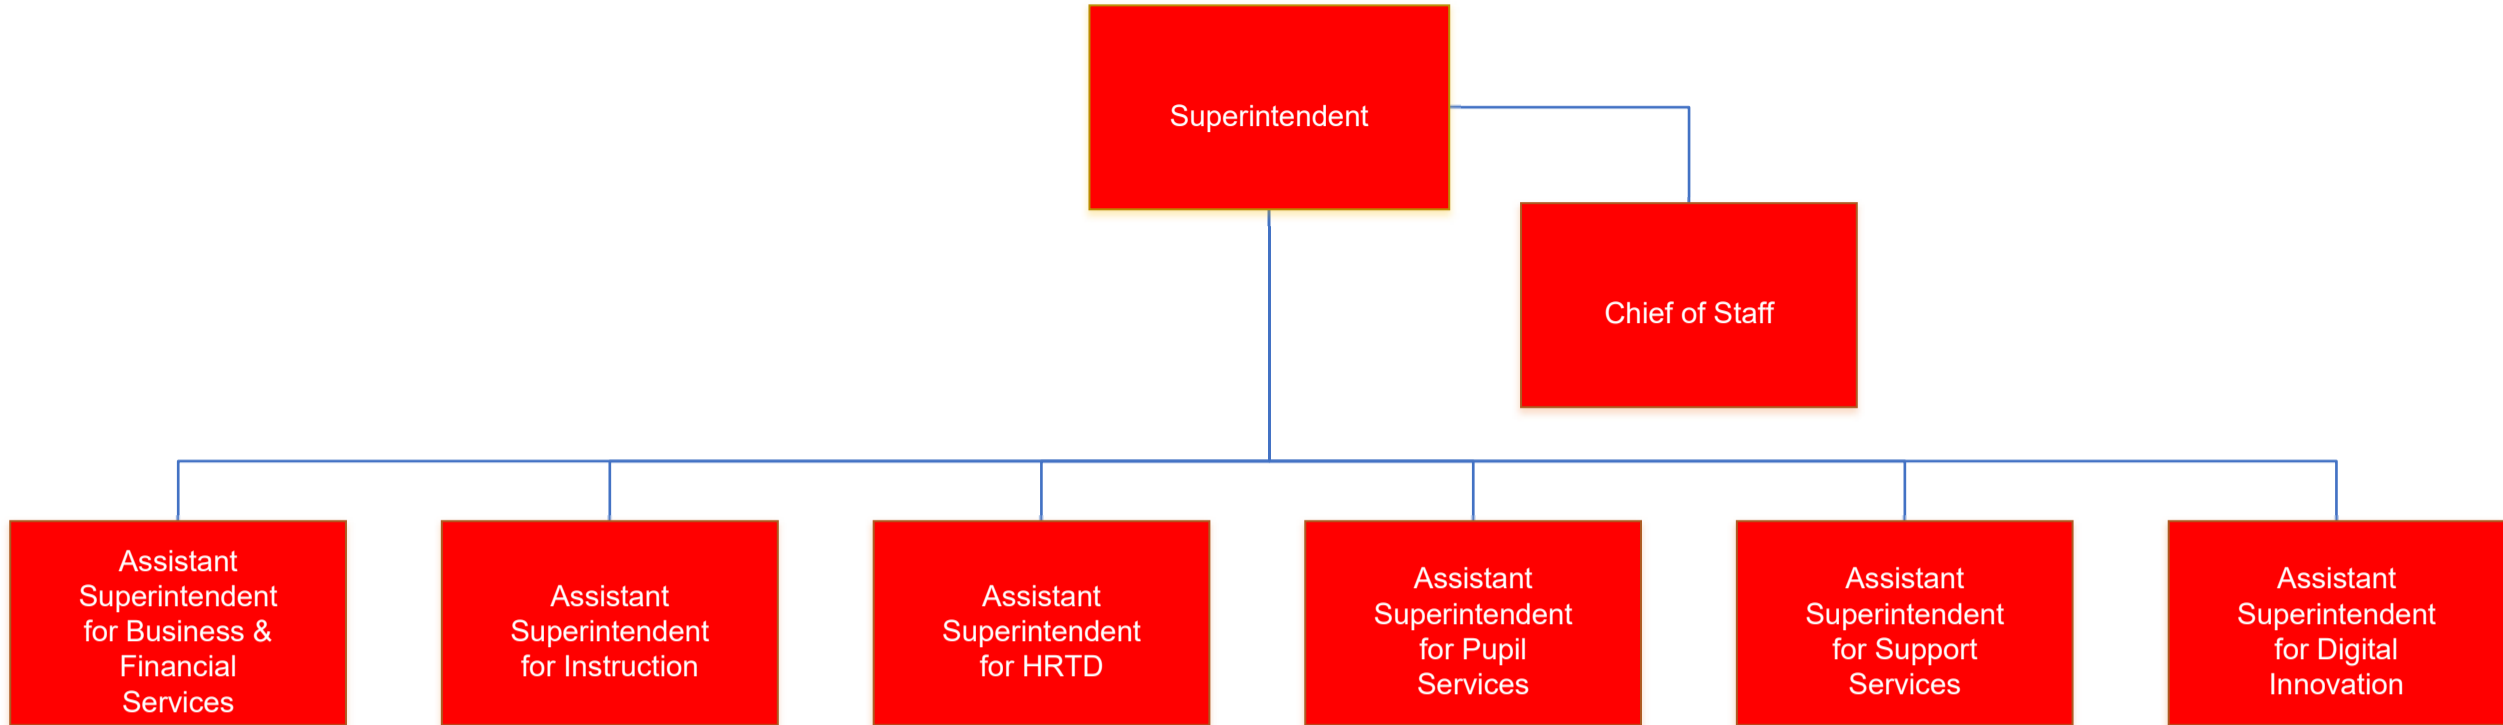 Superintendent
Chief of Staff
Assistant
Superintendent
for Business &
Financial
Services
Assistant
Superintendent
for Instruction
Assistant
Superintendent
for HRTD
Assistant
Superintendent
for Pupil
Services
Assistant
Superintendent
for Support
Services
Assistant
Superintendent
for Digital
Innovation